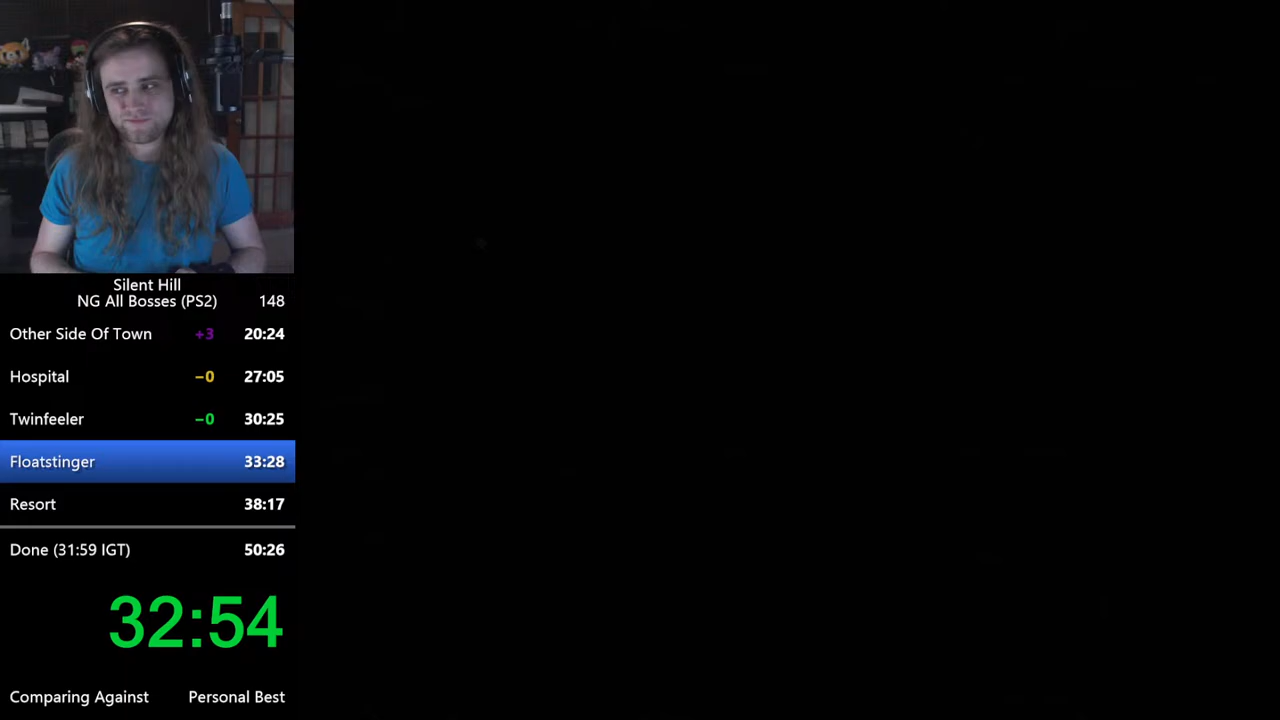 Silent Hill
NG All Bosses (PS2) 148
Other Side Of Town +3 20:24
Hospital −0 27:05
Twinfeeler −0 30:25
Floatstinger 33:28
Resort 38:17
Done (31:59 IGT) 50:26
32:54
Comparing Against Personal Best